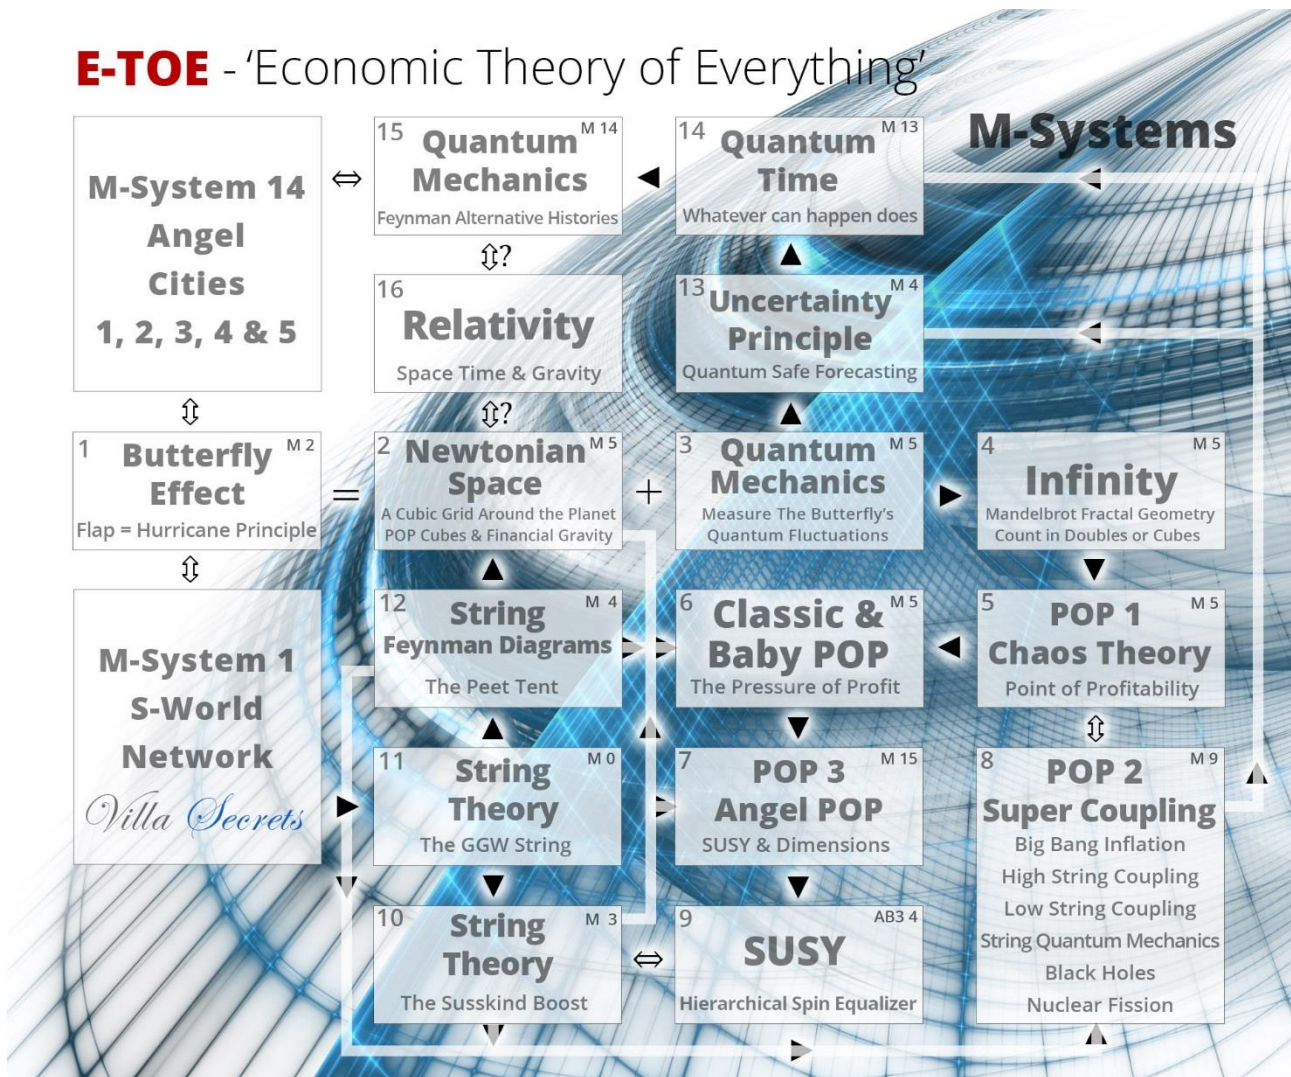 E-TOE - ‘Economic Theory of Everything’
M-Systems
M-System 14
Angel
Cities
1, 2, 3, 4 & 5
15 M 14
Quantum
Mechanics
Feynman Alternative Histories
14 M 13
Quantum
Time
Whatever can happen does
⇔
⇕?
16
Relativity
Space Time & Gravity
13 M 4
Uncertainty
Principle
Quantum Safe Forecasting
⇕
⇕?
1 M 2
Butterfly
Effect
Flap = Hurricane Principle
=
2 M 5
Newtonian
Space
A Cubic Grid Around the Planet
POP Cubes & Financial Gravity
+
3 M 5
Quantum
Mechanics
Measure The Butterfly’s
Quantum Fluctuations
4 M 5
Infinity
Mandelbrot Fractal Geometry
Count in Doubles or Cubes
⇕
M-System 1
S-World
Network
Villa Secrets
12 M 4
String
Feynman Diagrams
The Peet Tent
6 M 5
Classic &
Baby POP
The Pressure of Profit
5 M 5
POP 1
Chaos Theory
Point of Profitability
⇕
11 M 0
String
Theory
The GGW String
7 M 15
POP 3
Angel POP
SUSY & Dimensions
8 M 9
POP 2
Super Coupling
Big Bang Inflation
High String Coupling
Low String Coupling
String Quantum Mechanics
Black Holes
Nuclear Fission
10 M 3
String
Theory
The Susskind Boost
⇔
9 AB3 4
SUSY
Hierarchical Spin Equalizer